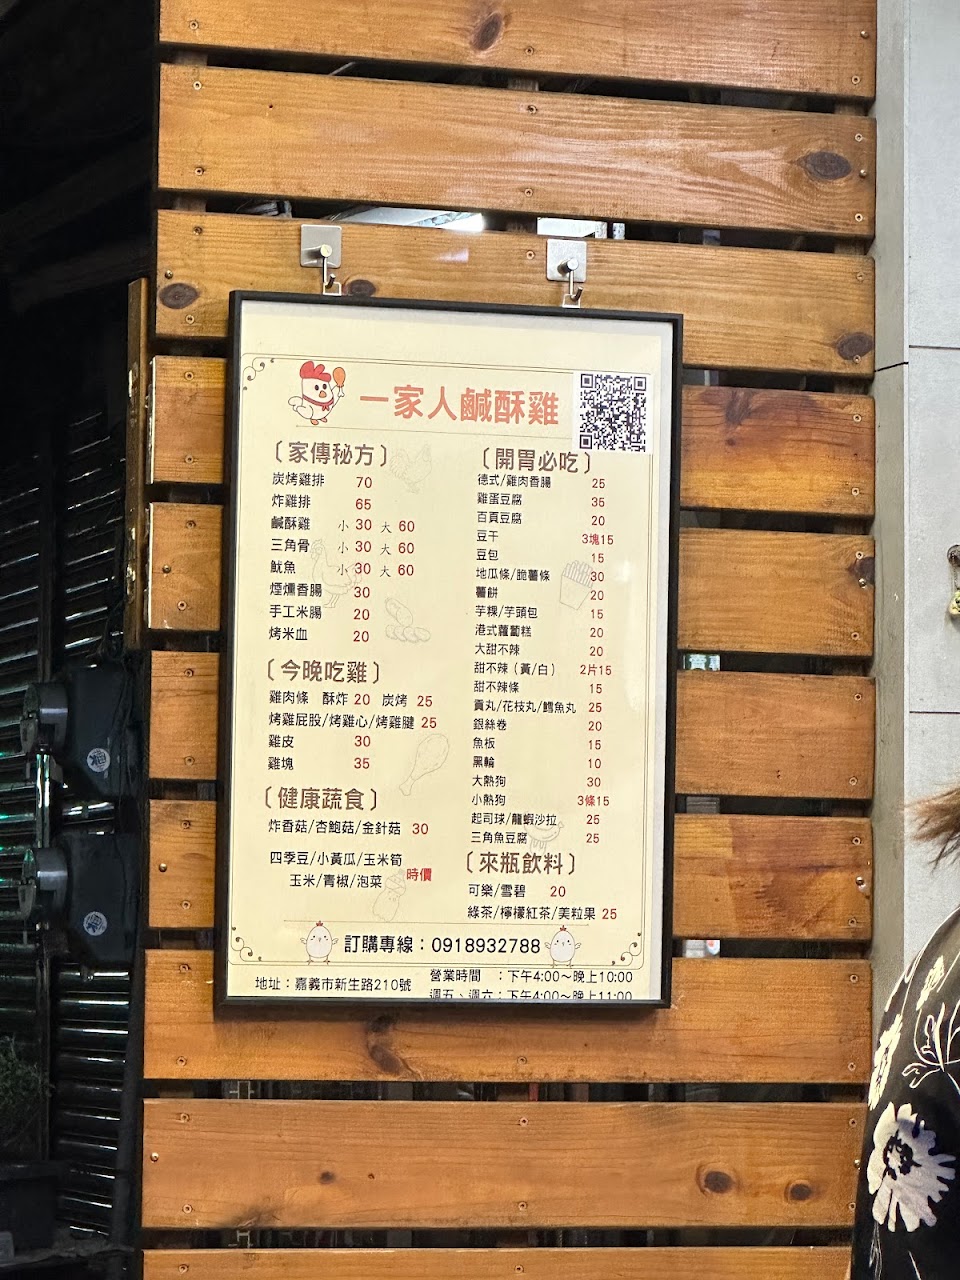 一家人鹹酥雞
〔家傳秘方〕
炭烤雞排 70
炸雞排 65
鹹酥雞 小 30 大 60
三角骨 小 30 大 60
魷魚 小 30 大 60
煙燻香腸 30
手工米腸 20
烤米血 20
〔今晚吃雞〕
雞肉條 酥炸 20 炭烤 25
烤雞屁股/烤雞心/烤雞腱 25
雞皮 30
雞塊 35
〔健康蔬食〕
炸香菇/杏鮑菇/金針菇 30
四季豆/小黃瓜/玉米筍
玉米/青椒/泡菜 時價
〔開胃必吃〕
德式/雞肉香腸 25
雞蛋豆腐 35
百頁豆腐 20
豆干 3塊15
豆包 15
地瓜條/脆薯條 30
薯餅 20
芋粿/芋頭包 15
港式蘿蔔糕 20
大甜不辣 20
甜不辣（黃/白） 2片15
甜不辣條 15
貢丸/花枝丸/鱈魚丸 25
銀絲卷 20
魚板 15
黑輪 10
大熱狗 30
小熱狗 3條15
起司球/龍蝦沙拉 25
三角魚豆腐 25
〔來瓶飲料〕
可樂/雪碧 20
綠茶/檸檬紅茶/美粒果 25
訂購專線：0918932788
地址：嘉義市新生路210號
營業時間 ：下午4:00～晚上10:00
週五、週六：下午4:00～晚上11:00